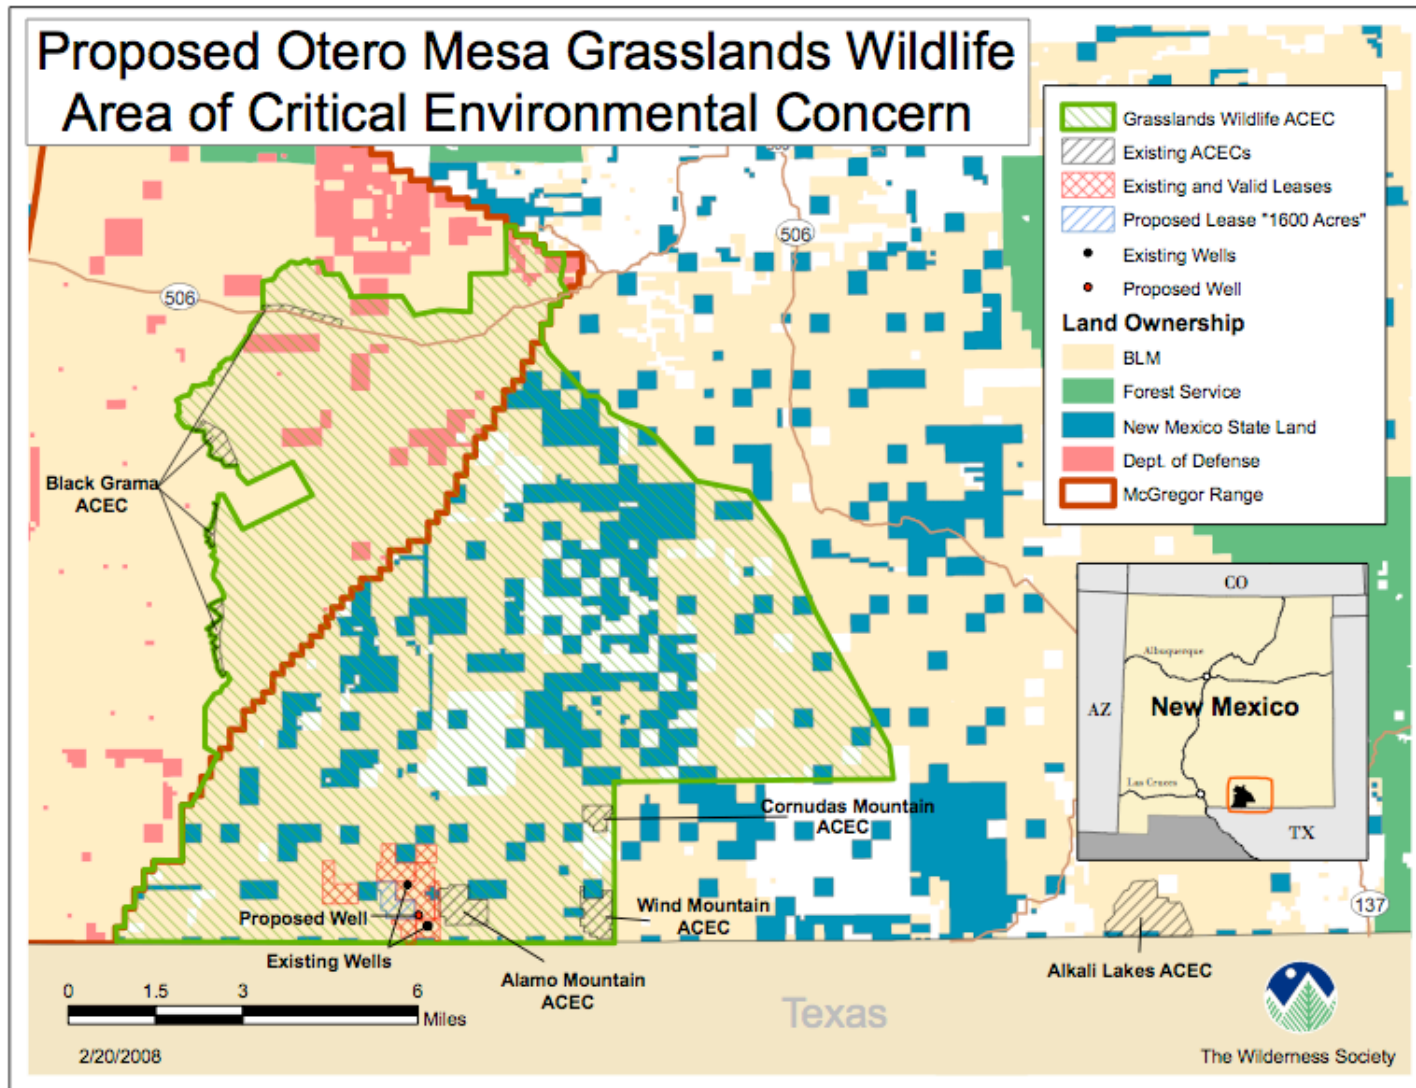 Proposed Otero Mesa Grasslands Wildlife
Area of Critical Environmental Concern
Grasslands Wildlife ACEC
Existing ACECs
Existing and Valid Leases
Proposed Lease "1600 Acres"
Existing Wells
Proposed Well
Land Ownership
BLM
Forest Service
New Mexico State Land
Dept. of Defense
McGregor Range
506
506
Black Grama
ACEC
CO
Albuquerque
AZ
New Mexico
Las Cruces
TX
Cornudas Mountain
ACEC
Wind Mountain
ACEC
137
Proposed Well
Existing Wells
Alamo Mountain
ACEC
Alkali Lakes ACEC
0 1.5 3 6
Miles
Texas
2/20/2008
The Wilderness Society